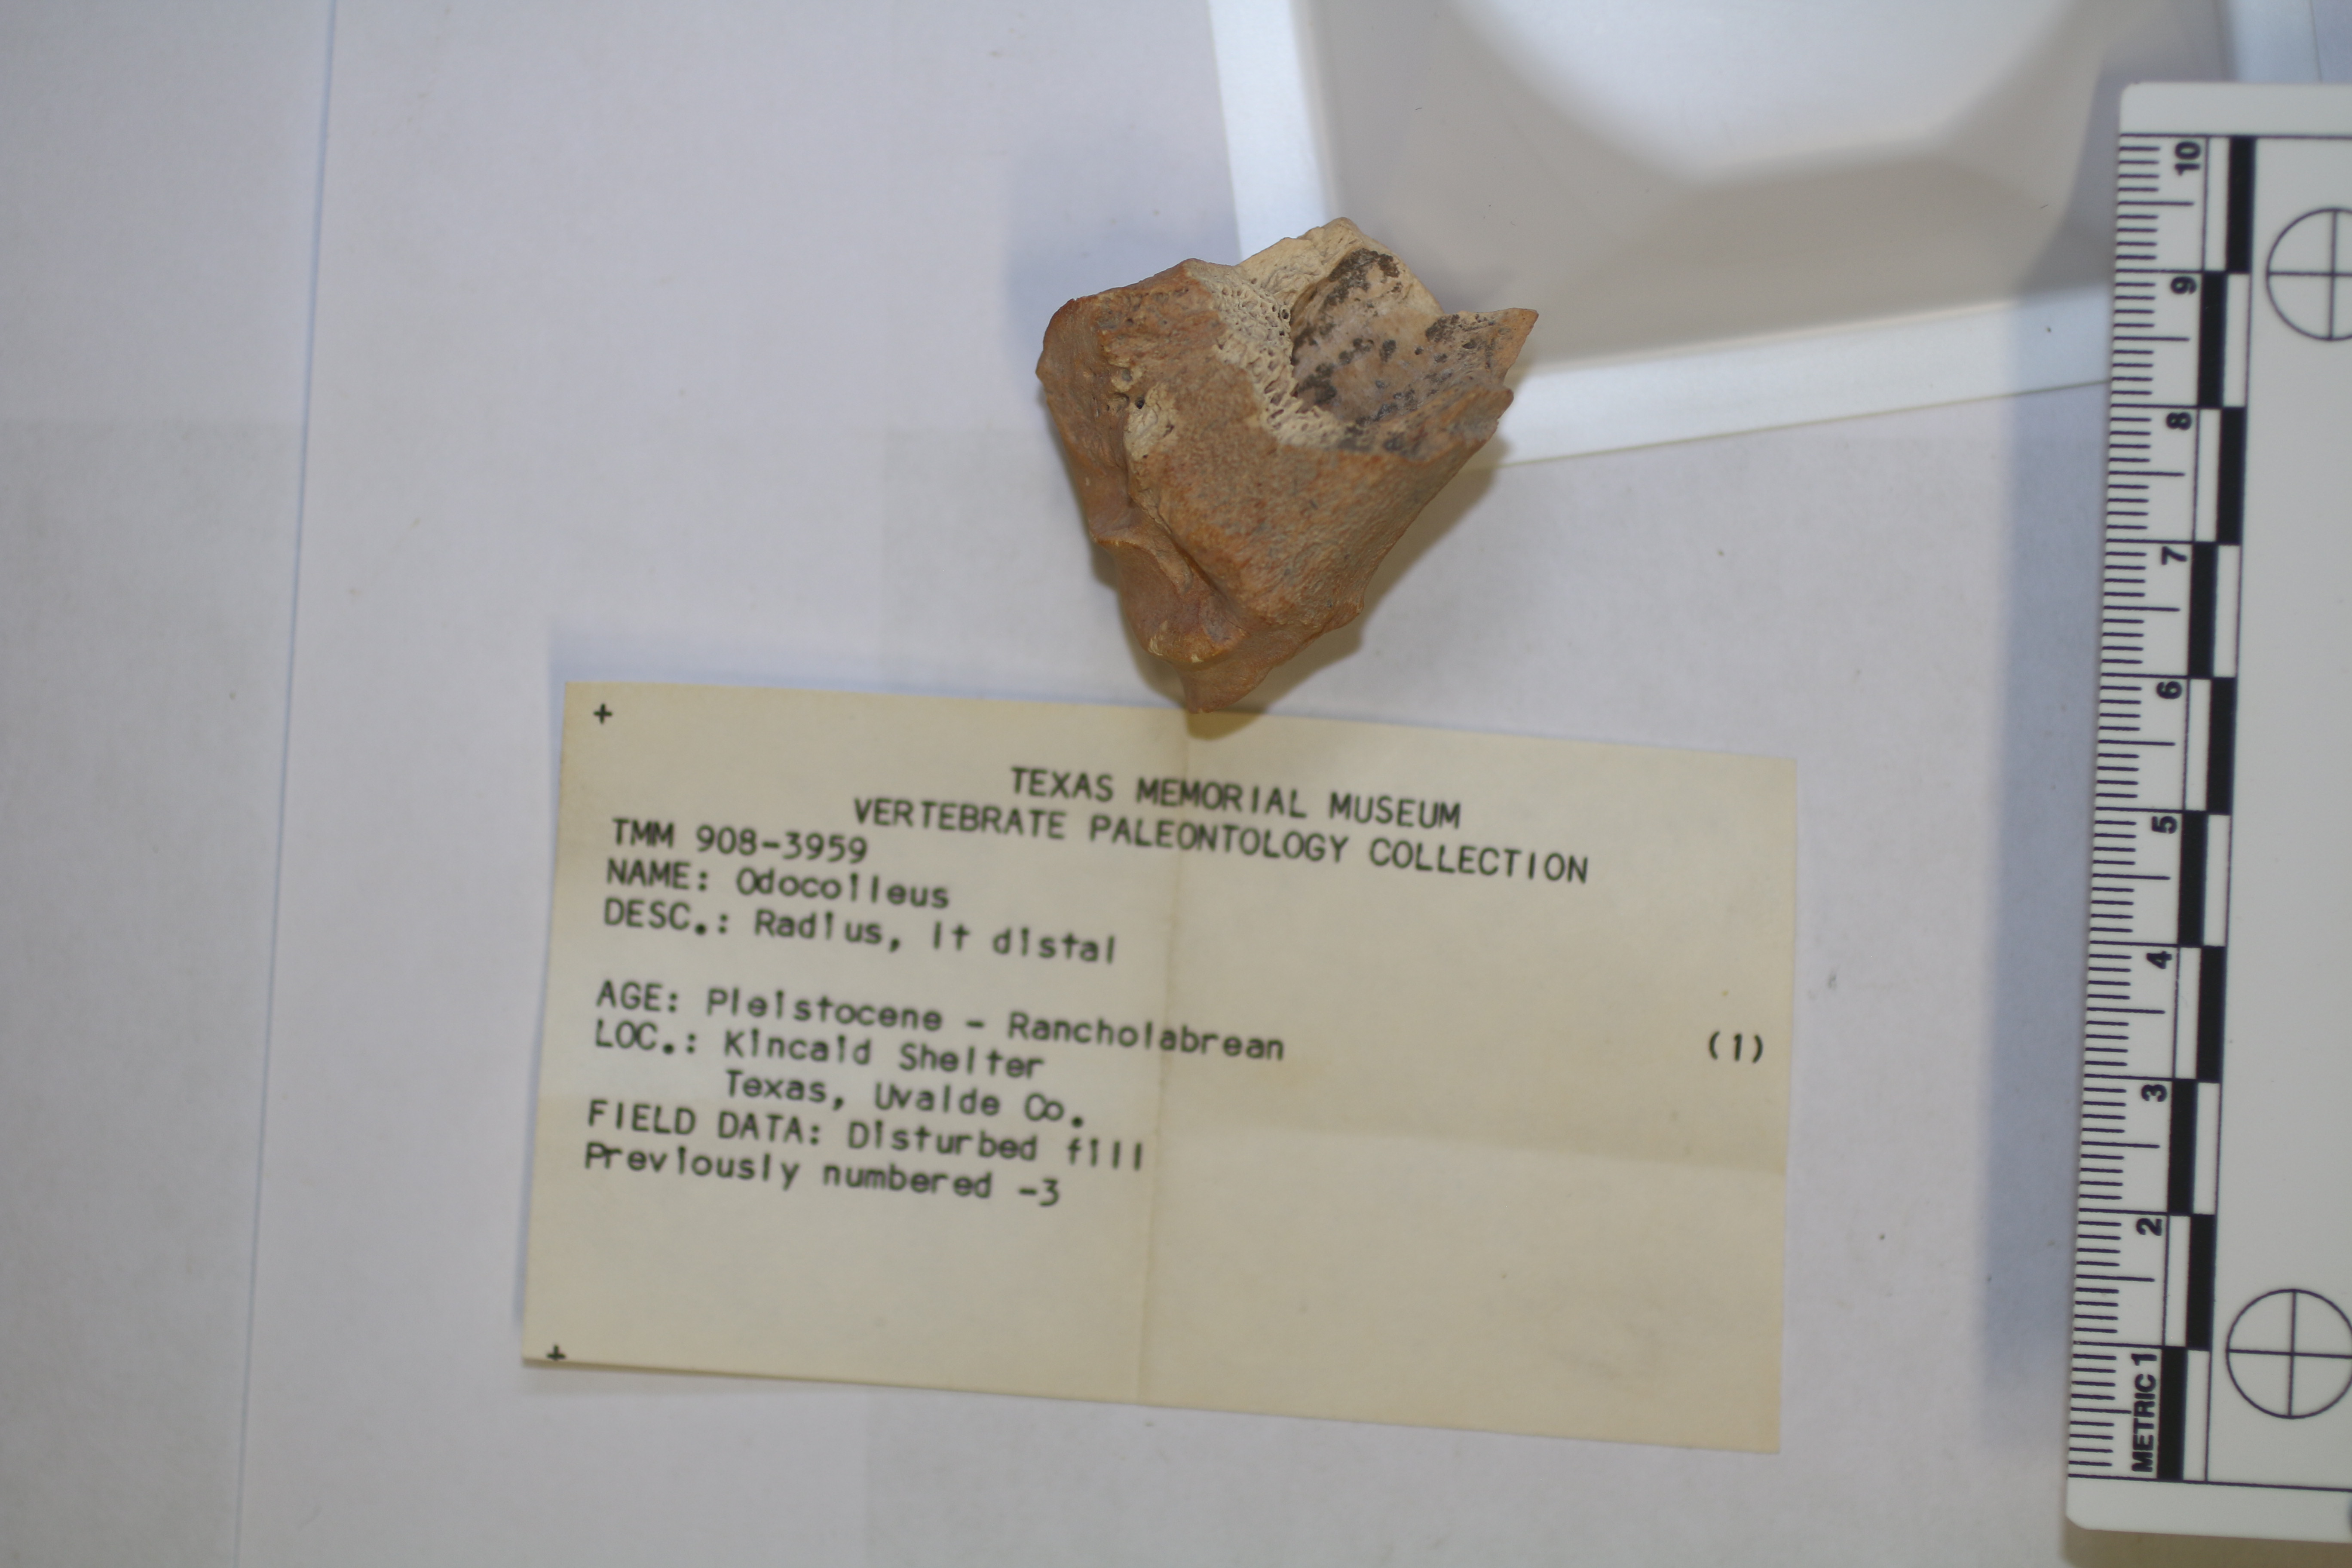 +
+
TEXAS MEMORIAL MUSEUM
VERTEBRATE PALEONTOLOGY COLLECTION
TMM 908-3959
NAME: Odocoileus
DESC.: Radius, lt distal
AGE: Pleistocene - Rancholabrean
LOC.: Kincaid Shelter
Texas, Uvalde Co.
(1)
FIELD DATA: Disturbed fill
Previously numbered -3
METRIC 1 2 3 4 5 6 7 8 9 10